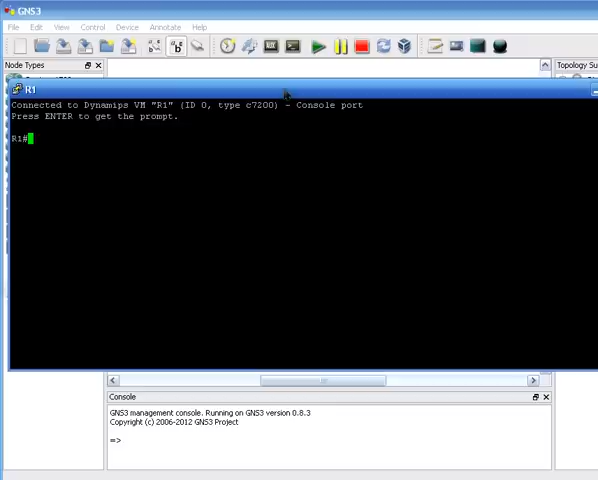 GNS3
File Edit View Control Device Annotate Help
Node Types
Topology Su
R1
Connected to Dynamips VM "R1" (ID 0, type c7200) - Console port
Press ENTER to get the prompt.
R1#
Console
GNS3 management console. Running on GNS3 version 0.8.3
Copyright (c) 2006-2012 GNS3 Project
=>